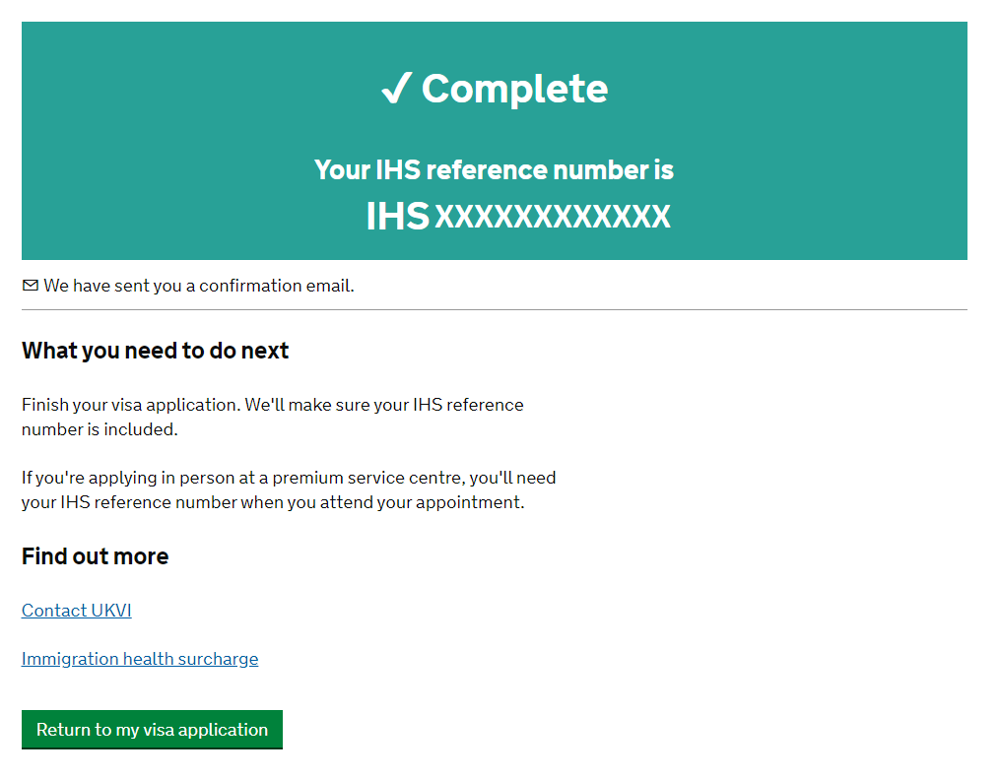 ✓ Complete
Your IHS reference number is
IHS XXXXXXXXXXXX
We have sent you a confirmation email.
What you need to do next
Finish your visa application. We'll make sure your IHS reference
number is included.
If you're applying in person at a premium service centre, you'll need
your IHS reference number when you attend your appointment.
Find out more
Contact UKVI
Immigration health surcharge
Return to my visa application